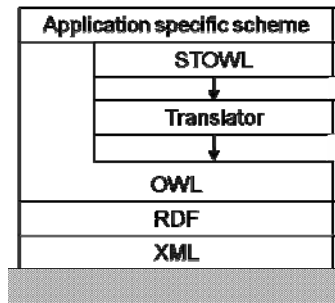 Application specific scheme
STOWL
Translator
OWL
RDF
XML